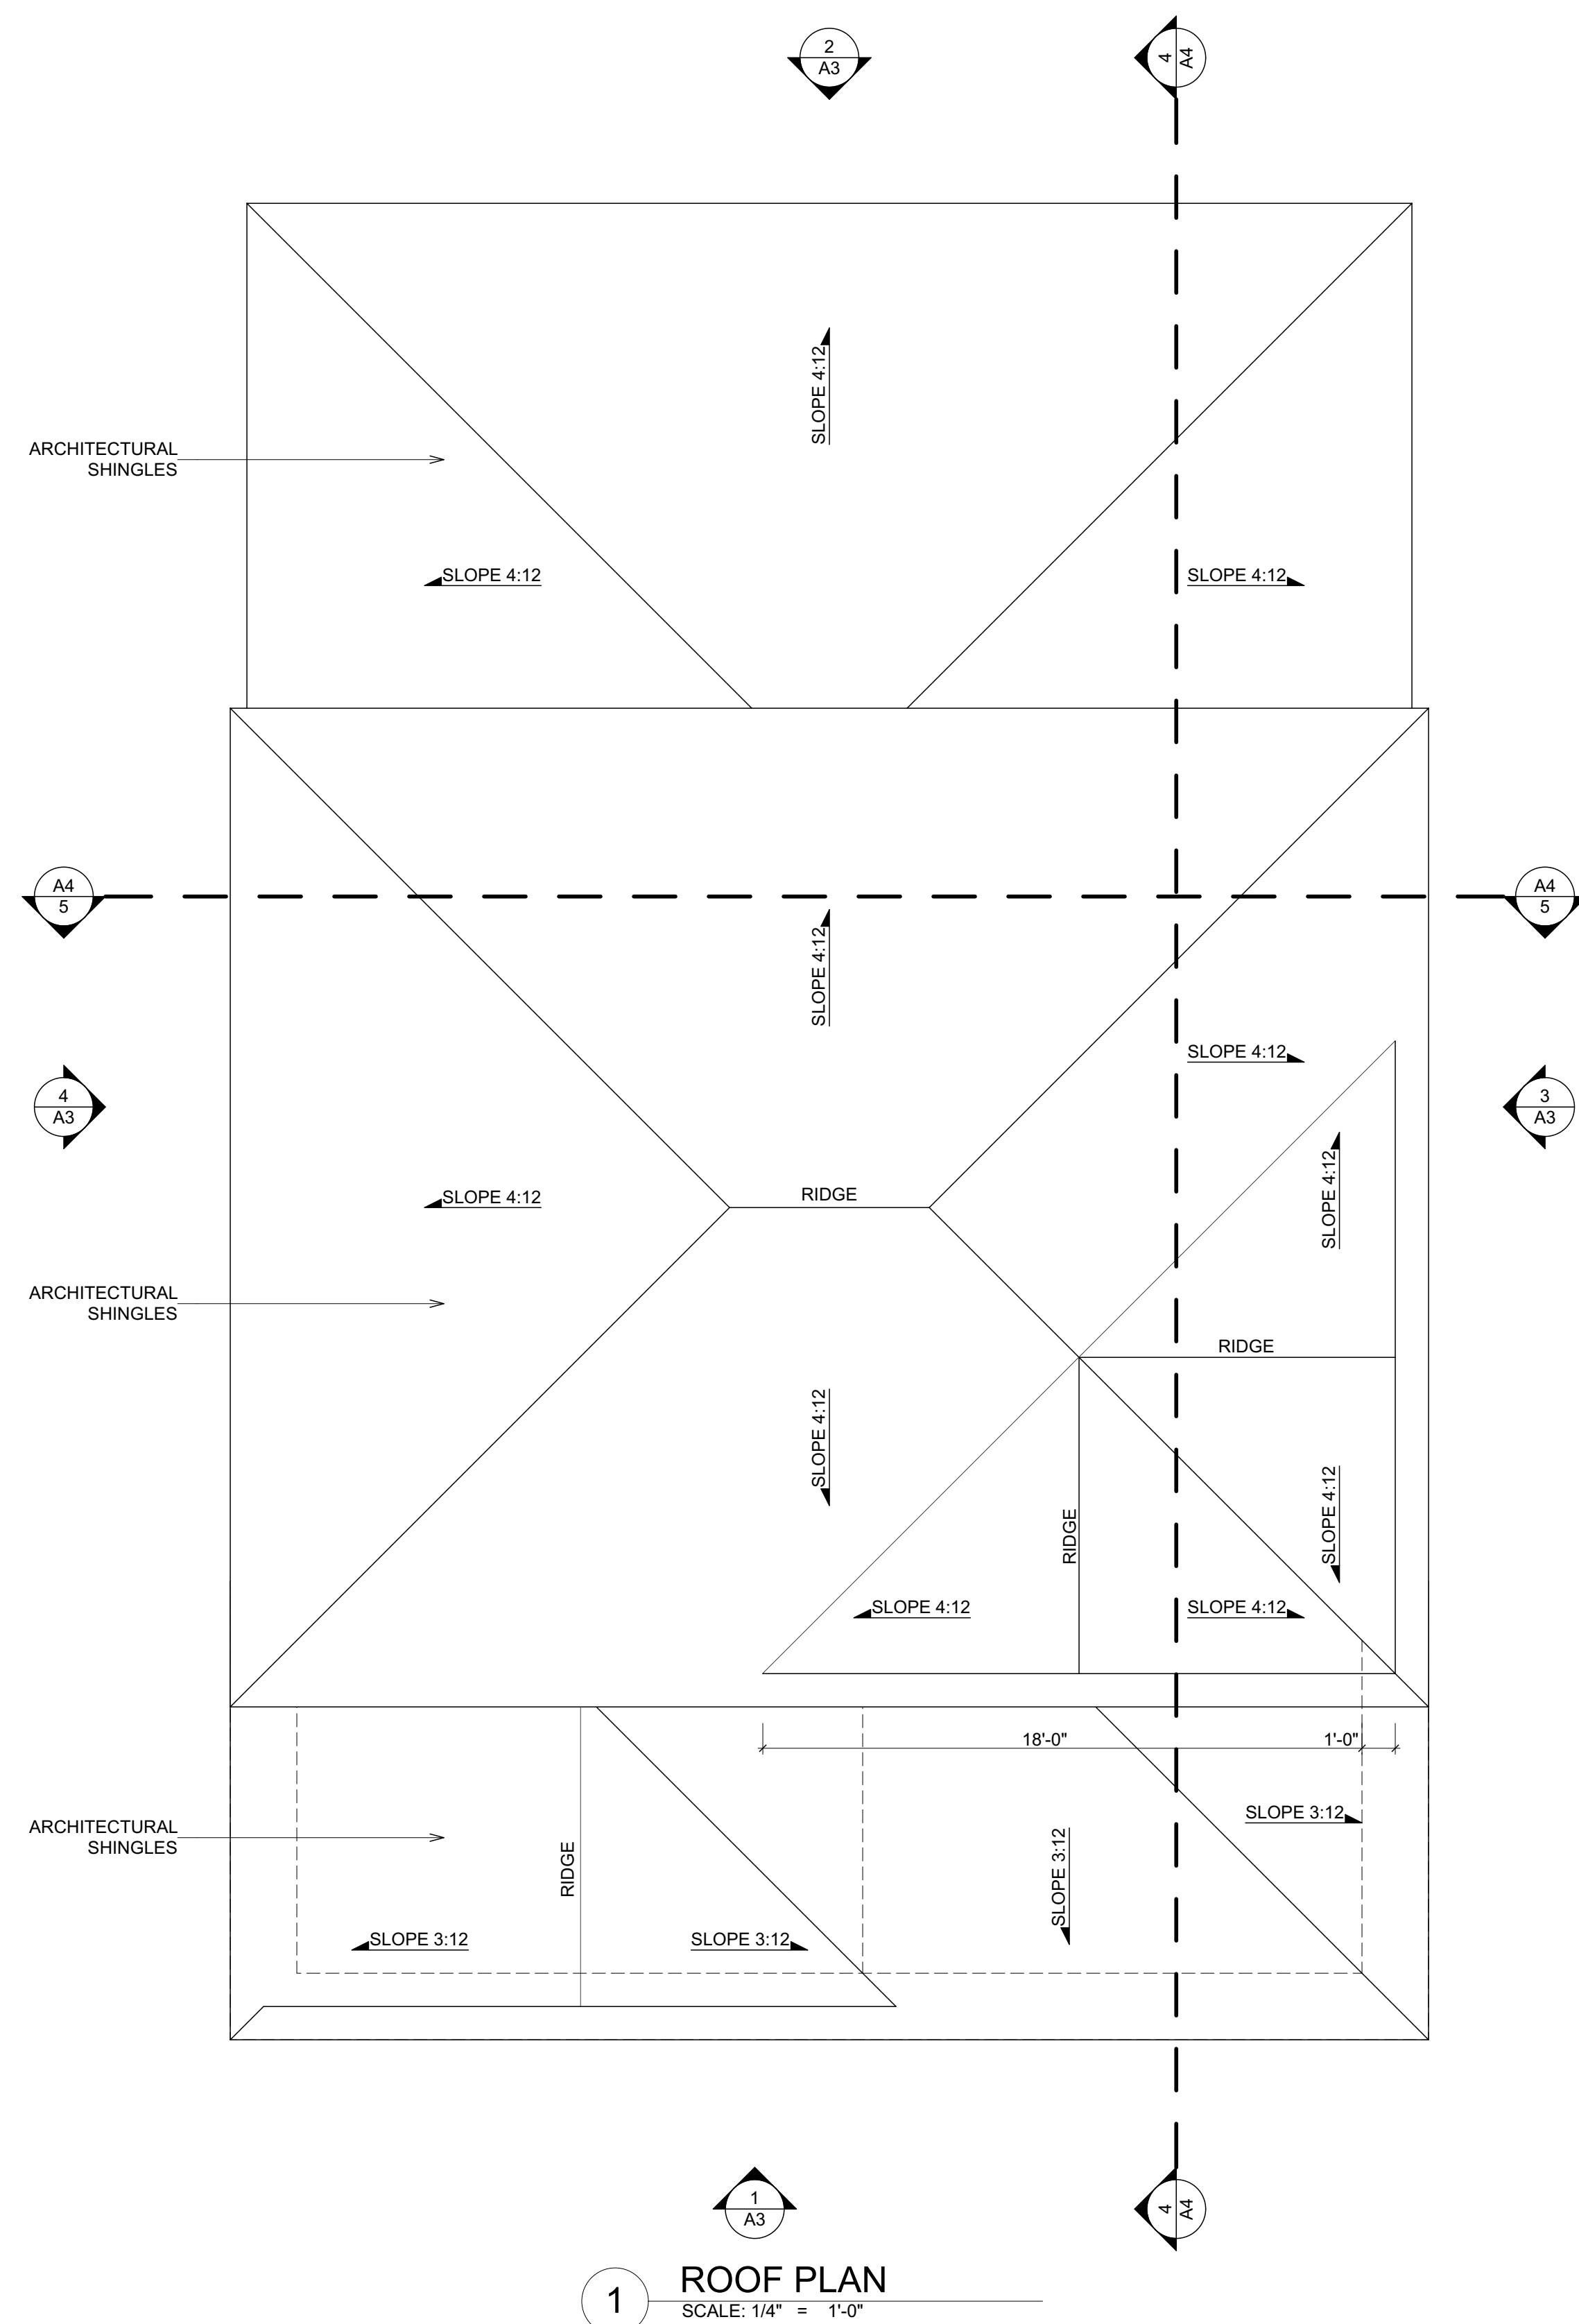 2
A3
4
A4
SLOPE 4:12
ARCHITECTURAL
SHINGLES
SLOPE 4:12
SLOPE 4:12
A4
5
A4
5
SLOPE 4:12
SLOPE 4:12
4
A3
3
A3
SLOPE 4:12
SLOPE 4:12
RIDGE
ARCHITECTURAL
SHINGLES
RIDGE
SLOPE 4:12
SLOPE 4:12
RIDGE
SLOPE 4:12
SLOPE 4:12
18'-0"
1'-0"
ARCHITECTURAL
SHINGLES
RIDGE
SLOPE 3:12
SLOPE 3:12
SLOPE 3:12
SLOPE 3:12
1
A3
4
A4
1
ROOF PLAN
SCALE: 1/4" = 1'-0"